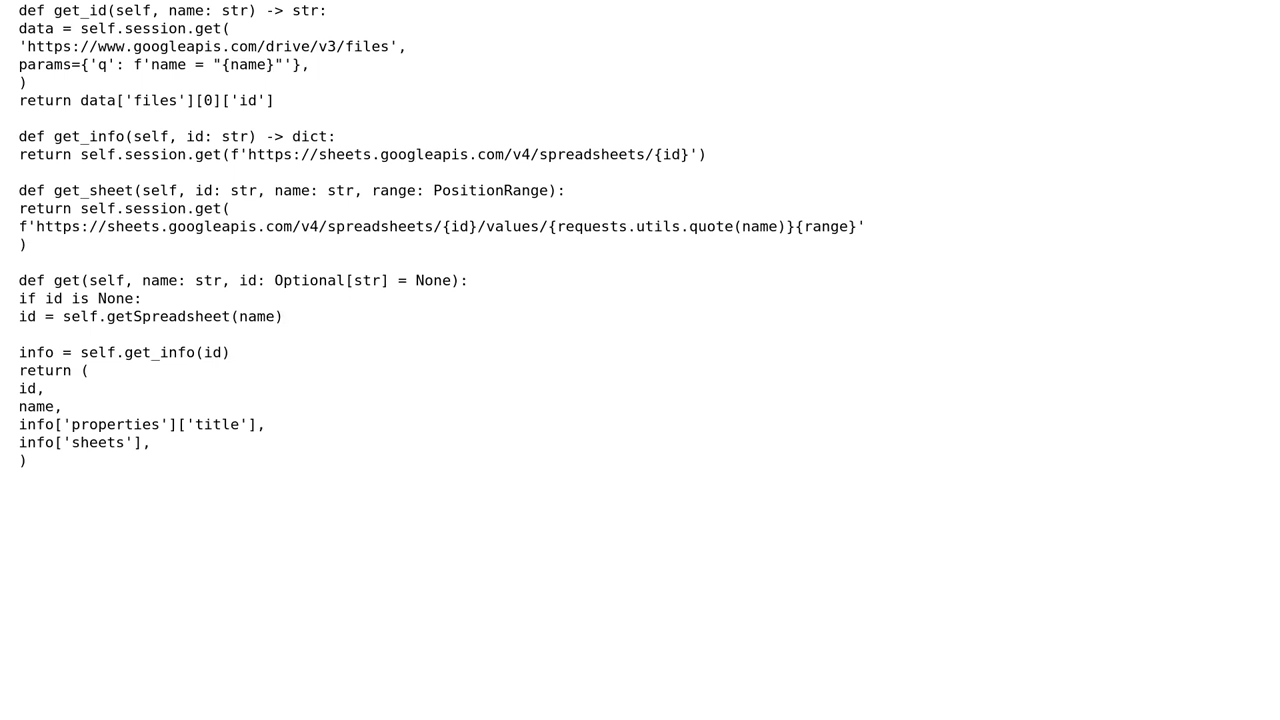 def get_id(self, name: str) -> str:
data = self.session.get(
'https://www.googleapis.com/drive/v3/files',
params={'q': f'name = "{name}"'},
)
return data['files'][0]['id']

def get_info(self, id: str) -> dict:
return self.session.get(f'https://sheets.googleapis.com/v4/spreadsheets/{id}')

def get_sheet(self, id: str, name: str, range: PositionRange):
return self.session.get(
f'https://sheets.googleapis.com/v4/spreadsheets/{id}/values/{requests.utils.quote(name)}{range}'
)

def get(self, name: str, id: Optional[str] = None):
if id is None:
id = self.getSpreadsheet(name)

info = self.get_info(id)
return (
id,
name,
info['properties']['title'],
info['sheets'],
)